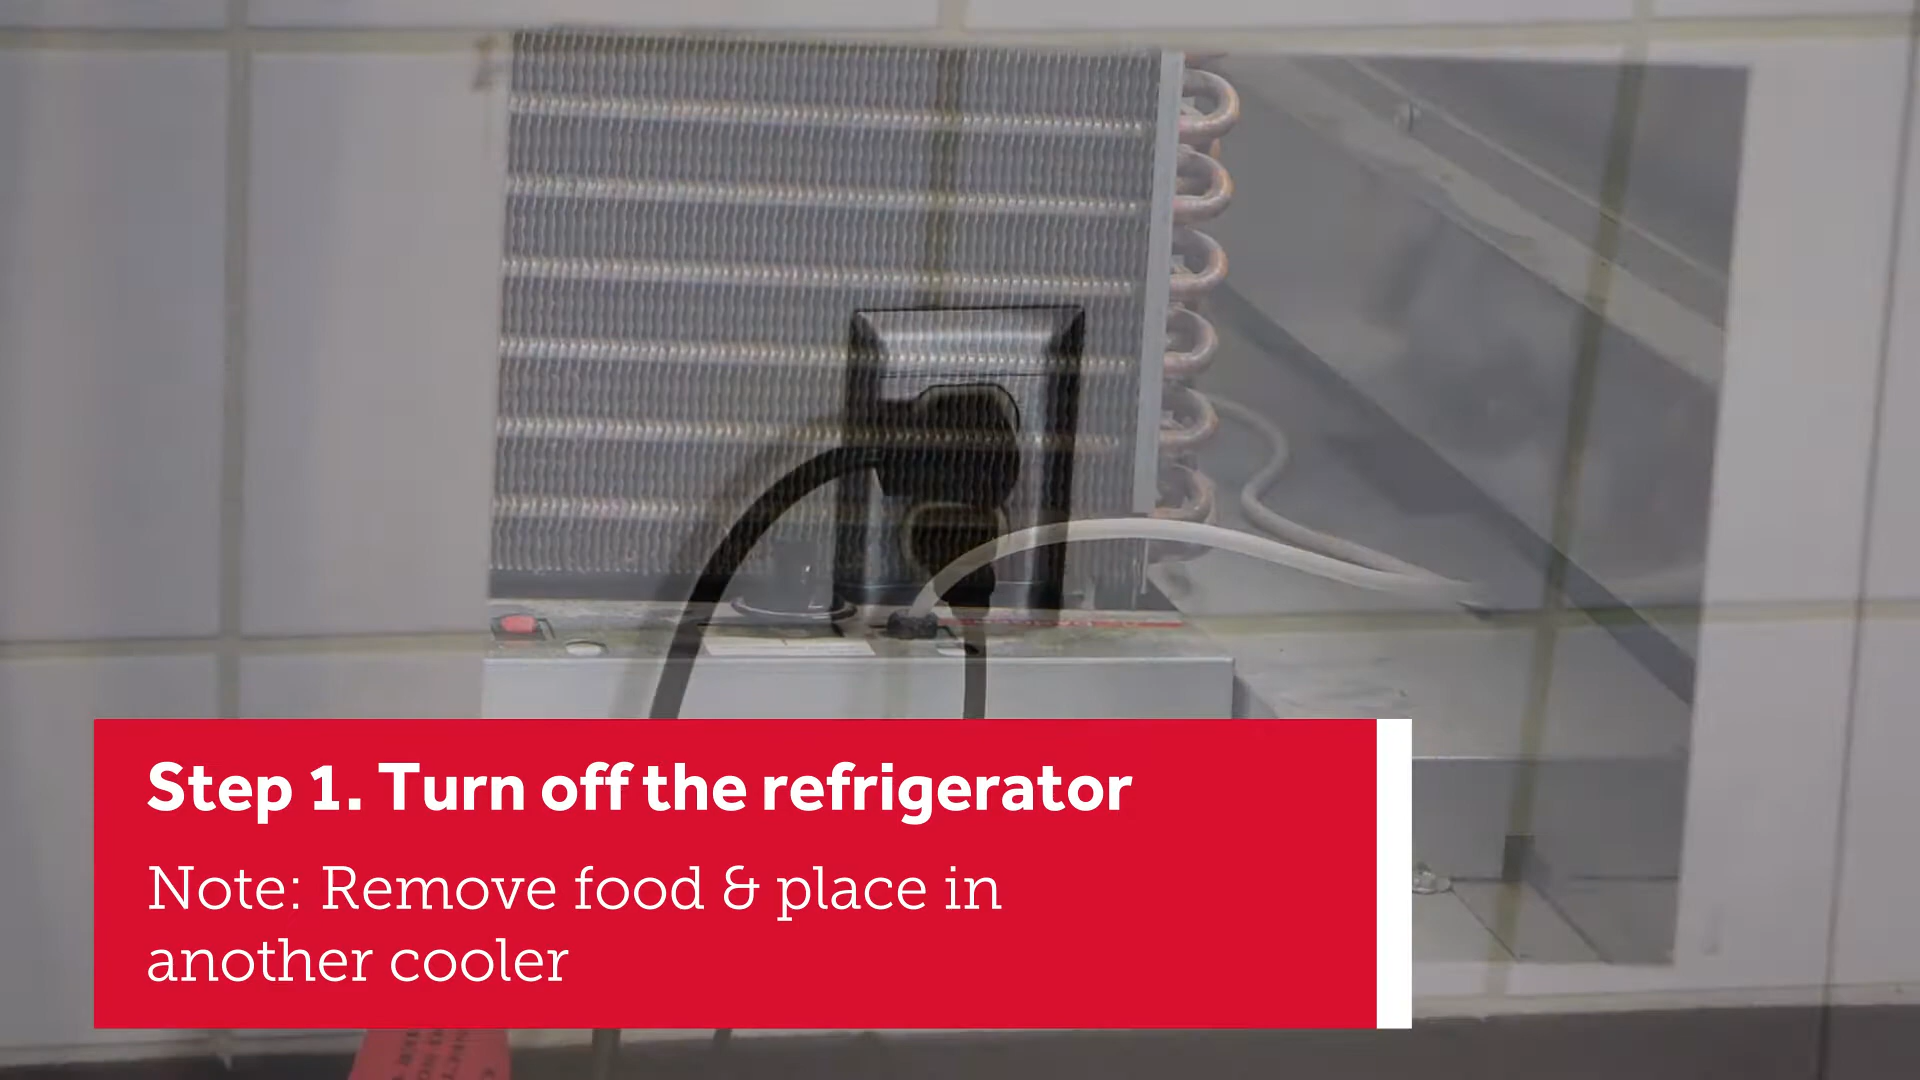 Step 1. Turn off the refrigerator
Note: Remove food & place in
another cooler